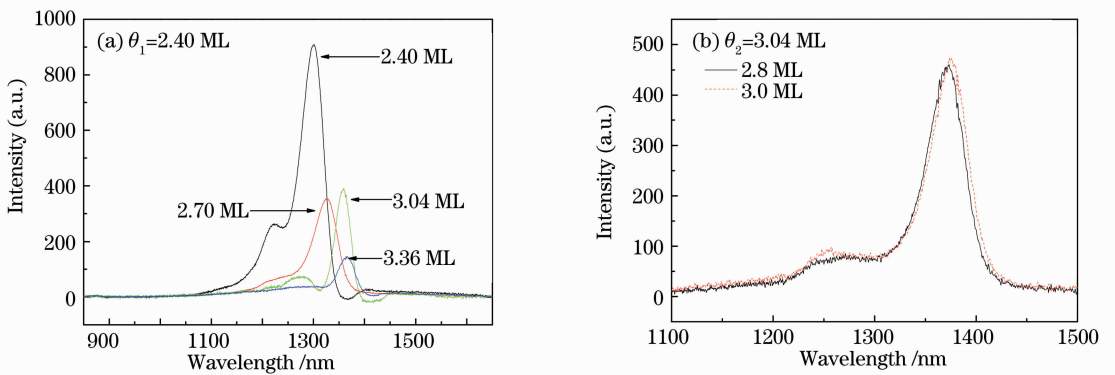 1000
(a) θ1=2.40 ML
2.40 ML
800
600
400
2.70 ML
3.04 ML
200
3.36 ML
0
Intensity (a.u.)
900
1100
1300
1500
Wavelength /nm
500
(b) θ2=3.04 ML
2.8 ML
3.0 ML
400
300
200
100
0
Intensity (a.u.)
1100
1200
1300
1400
1500
Wavelength /nm